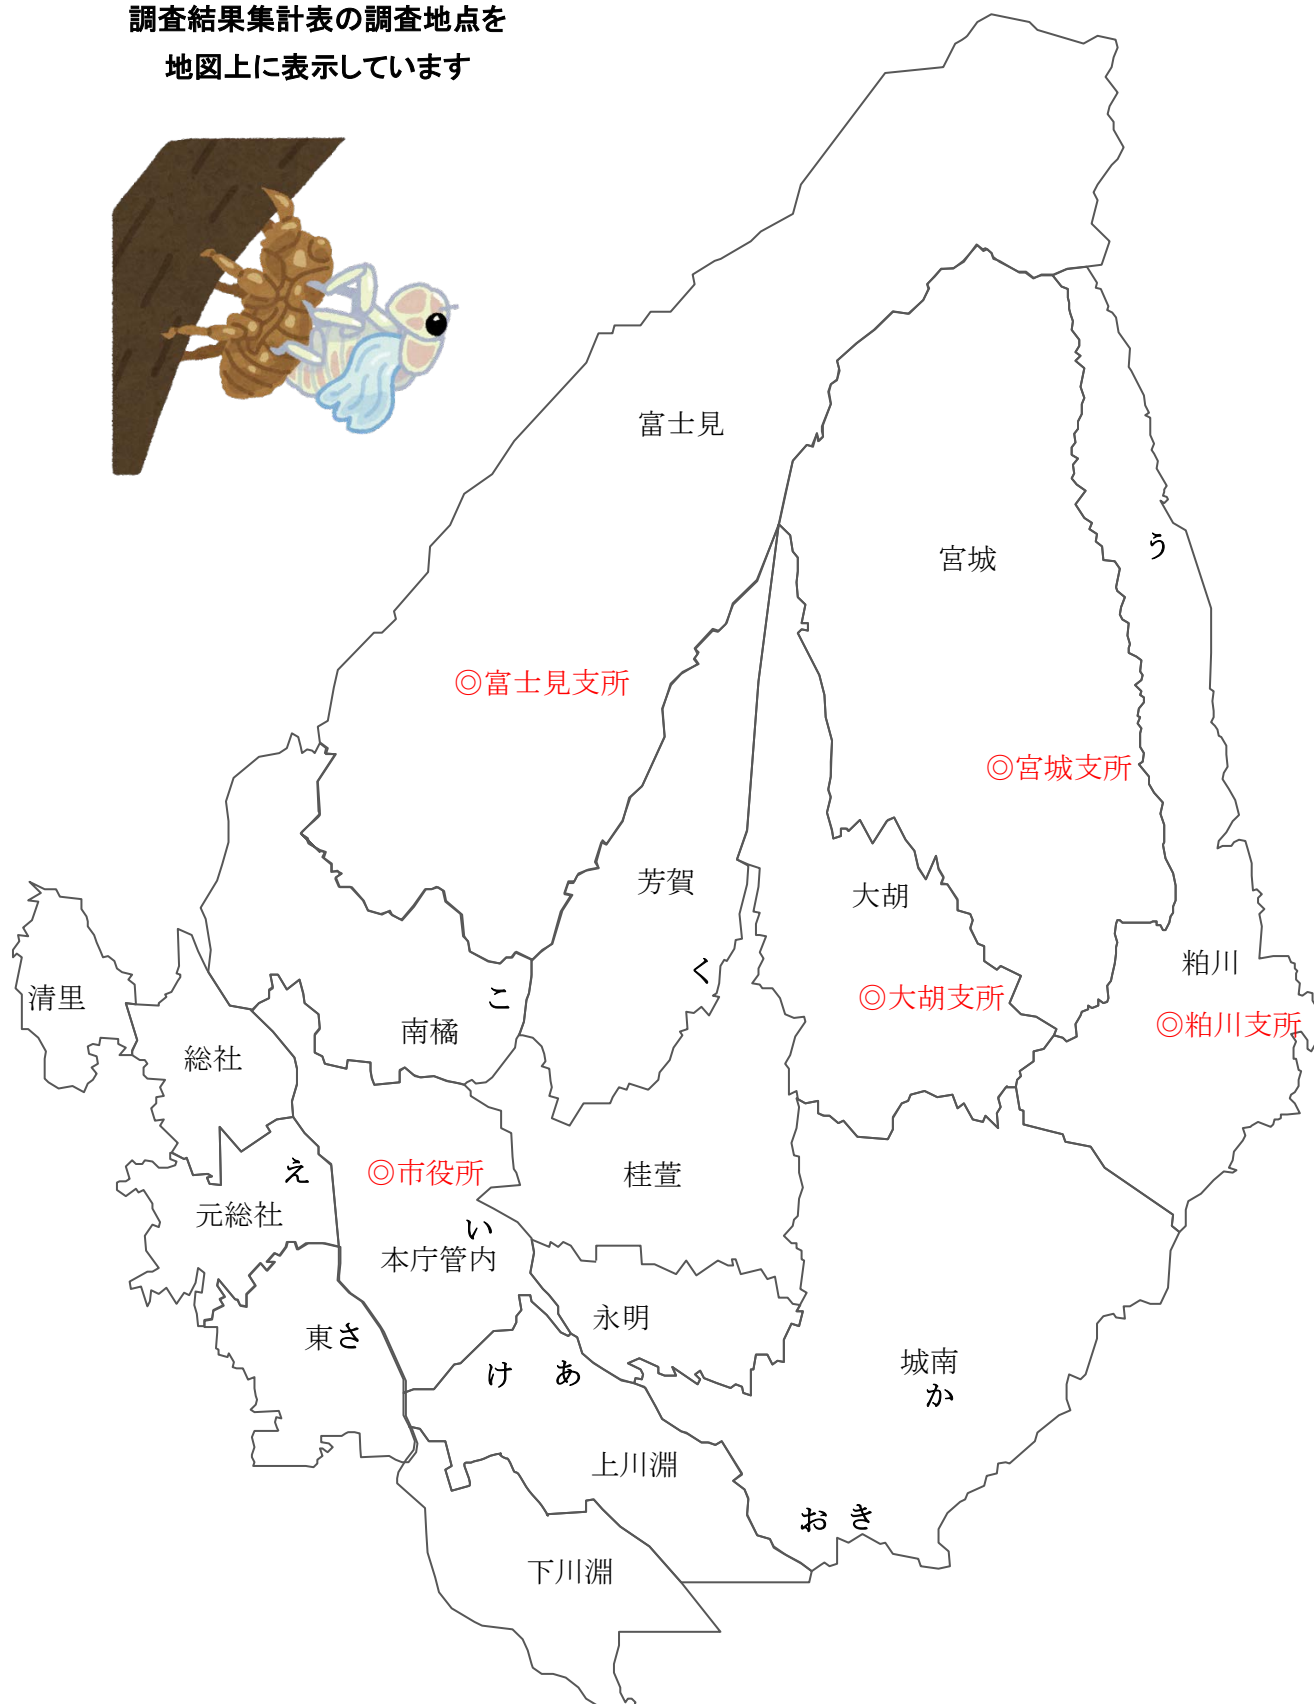 調査結果集計表の調査地点を
地図上に表示しています
富士見
う
宮城
◎富士見支所
◎宮城支所
芳賀
大胡
粕川
く
清里
こ
◎大胡支所
◎粕川支所
南橘
総社
え
◎市役所
桂萱
元総社
い
本庁管内
東さ
永明
城南
け あ
か
上川淵
お き
下川淵